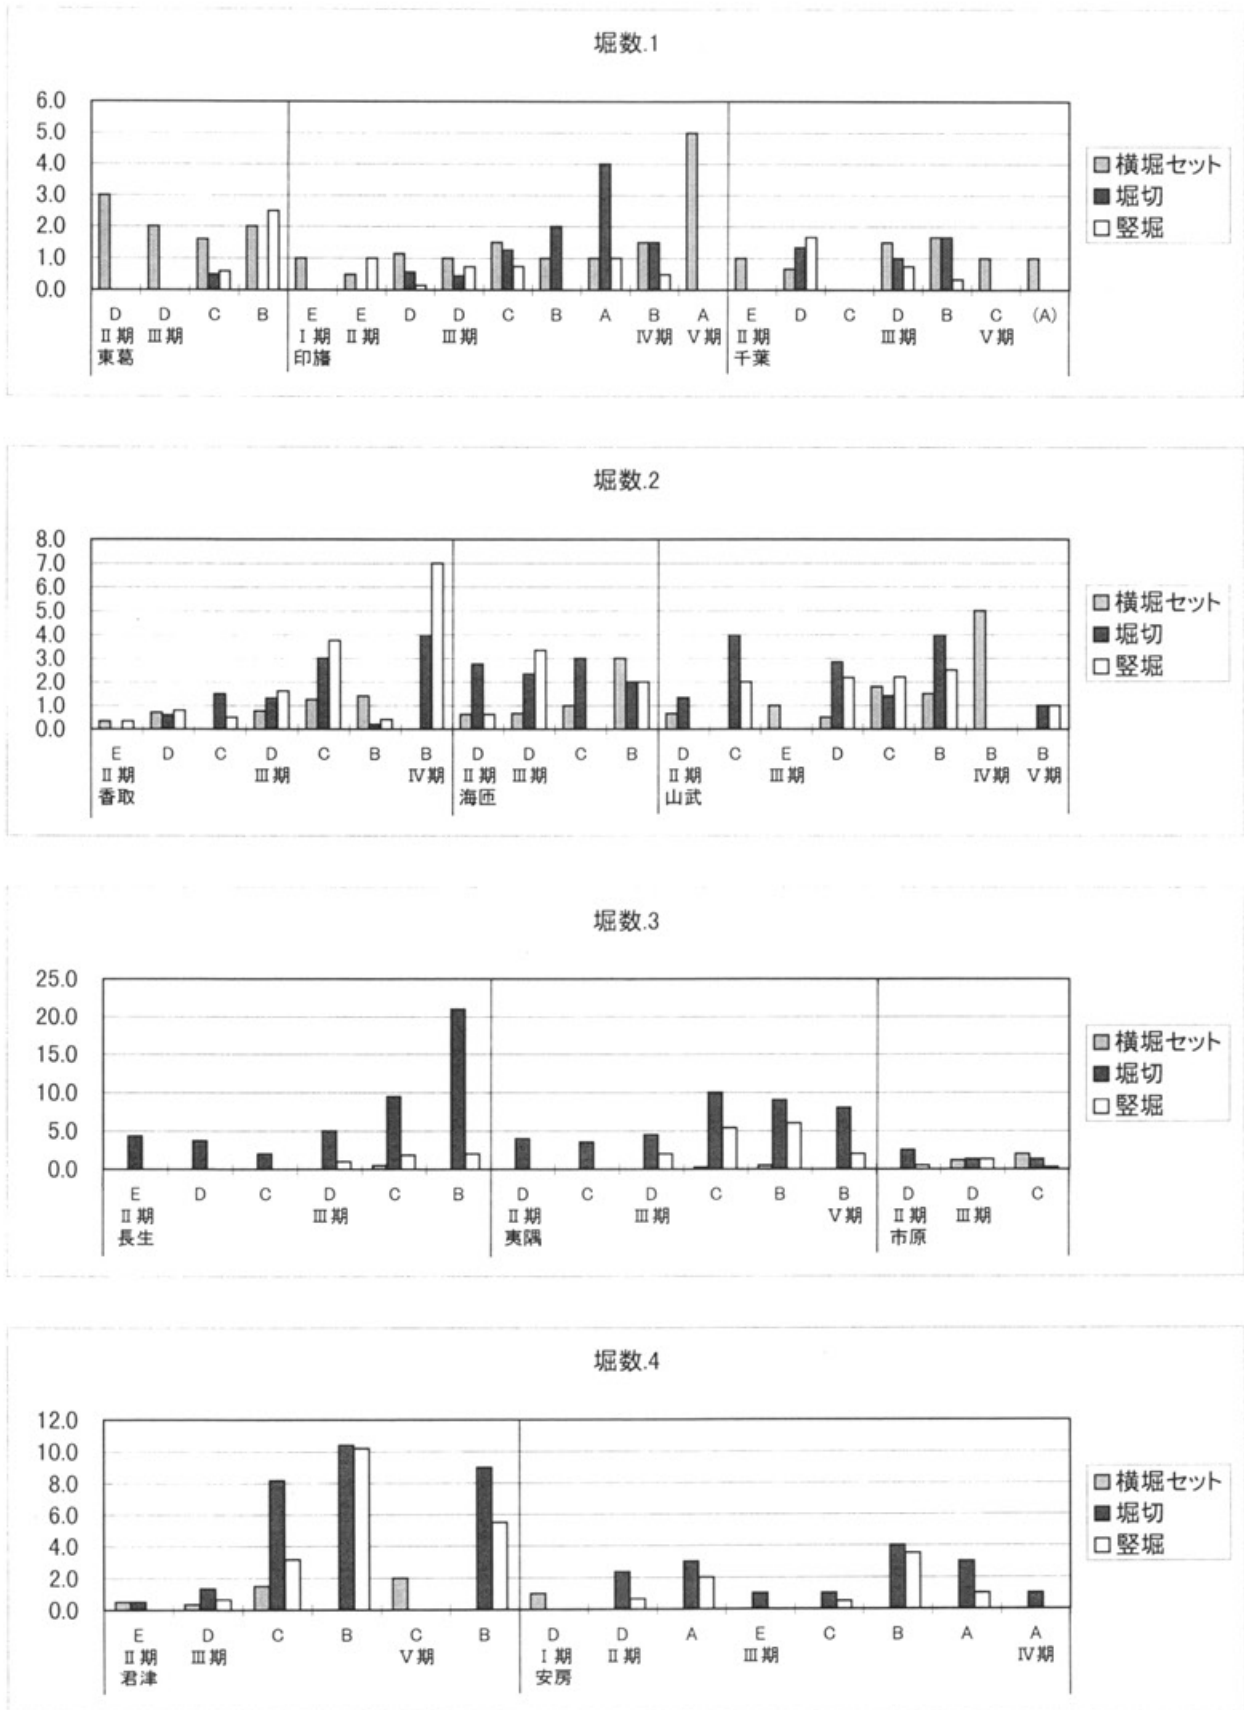 堀数.1
6.0
5.0
4.0
3.0
2.0
1.0
0.0
横堀セット
堀切
竪堀
D D C B E E D D C B A B A E D C D B C (A)
Ⅱ期 Ⅲ期 Ⅰ期 Ⅱ期 Ⅲ期 Ⅳ期 Ⅴ期 Ⅱ期 Ⅲ期 Ⅴ期
東葛 印旛 千葉
堀数.2
8.0
7.0
6.0
5.0
4.0
3.0
2.0
1.0
0.0
横堀セット
堀切
竪堀
E D C D C B B D D C B D C E D C B B B
Ⅱ期 Ⅲ期 Ⅳ期 Ⅱ期 Ⅲ期 Ⅱ期 Ⅲ期 Ⅳ期 Ⅴ期
香取 海匝 山武
堀数.3
25.0
20.0
15.0
10.0
5.0
0.0
横堀セット
堀切
竪堀
E D C D C B D C D C B B D D C
Ⅱ期 Ⅲ期 Ⅱ期 Ⅲ期 Ⅴ期 Ⅱ期 Ⅲ期
長生 夷隅 市原
堀数.4
12.0
10.0
8.0
6.0
4.0
2.0
0.0
横堀セット
堀切
竪堀
E D C B C B D D A E C B A A
Ⅱ期 Ⅲ期 Ⅴ期 Ⅰ期 Ⅱ期 Ⅲ期 Ⅳ期
君津 安房